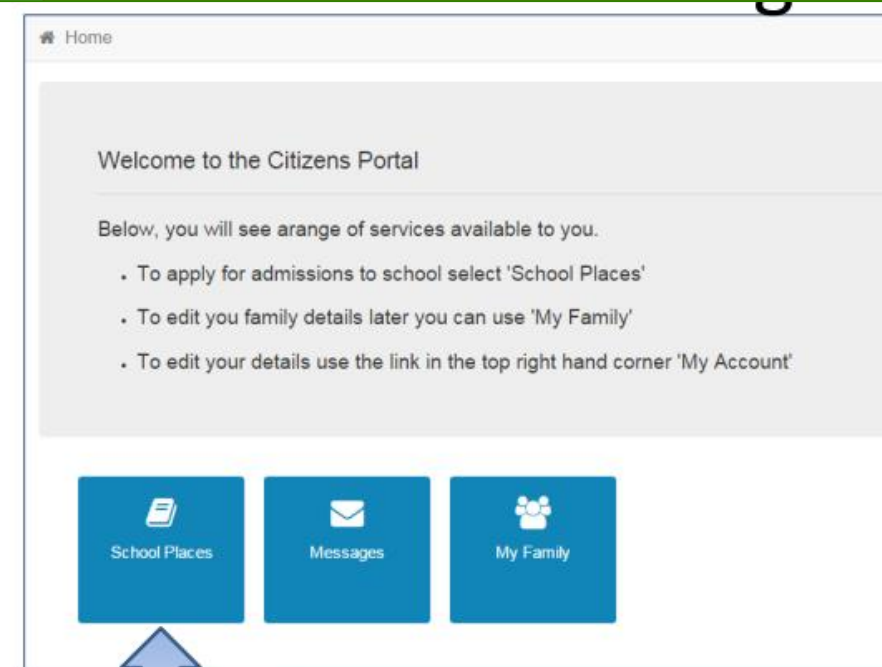 Home
Welcome to the Citizens Portal
Below, you will see arange of services available to you.
• To apply for admissions to school select 'School Places'
• To edit you family details later you can use 'My Family'
• To edit your details use the link in the top right hand corner 'My Account'
School Places
Messages
My Family